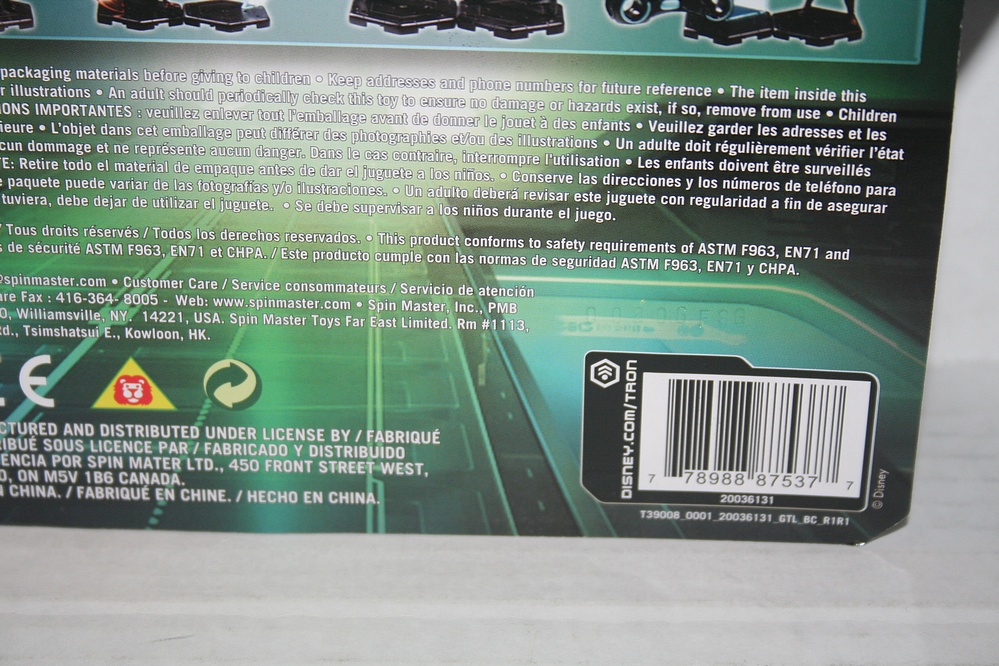 packaging materials before giving to children • Keep addresses and phone numbers for future reference • The item inside this
r illustrations • An adult should periodically check this toy to ensure no damage or hazards exist, if so, remove from use • Children
IONS IMPORTANTES : veuillez enlever tout l'emballage avant de donner le jouet à des enfants • Veuillez garder les adresses et les
ieure • L'objet dans cet emballage peut différer des photographies et/ou des illustrations • Un adulte doit régulièrement vérifier l'état
cun dommage et ne représente aucun danger. Dans le cas contraire, interrompre l'utilisation • Les enfants doivent être surveillés
TE: Retire todo el material de empaque antes de dar el juguete a los niños. • Conserve las direcciones y los números de teléfono para
e paquete puede variar de las fotografías y/o ilustraciones. • Un adulto deberá revisar este juguete con regularidad a fin de asegurar
tuviera, debe dejar de utilizar el juguete. • Se debe supervisar a los niños durante el juego.
/ Tous droits réservés / Todos los derechos reservados. • This product conforms to safety requirements of ASTM F963, EN71 and
s de sécurité ASTM F963, EN71 et CHPA. / Este producto cumple con las normas de seguridad ASTM F963, EN71 y CHPA.
@spinmaster.com • Customer Care / Service consommateurs / Servicio de atención
are Fax : 416-364- 8005 - Web: www.spinmaster.com • Spin Master, Inc., PMB
0, Williamsville, NY. 14221, USA. Spin Master Toys Far East Limited. Rm #1113,
Rd., Tsimshatsui E., Kowloon, HK.
CE
CTURED AND DISTRIBUTED UNDER LICENSE BY / FABRIQUÉ
RIBUÉ SOUS LICENCE PAR / FABRICADO Y DISTRIBUIDO
ENCIA POR SPIN MATER LTD., 450 FRONT STREET WEST,
O, ON M5V 1B6 CANADA.
N CHINA. / FABRIQUÉ EN CHINE. / HECHO EN CHINA.
DISNEY.COM/TRON
7 78988 87537 7
20036131
© Disney
T39008_0001_20036131_GTL_BC_R1R1